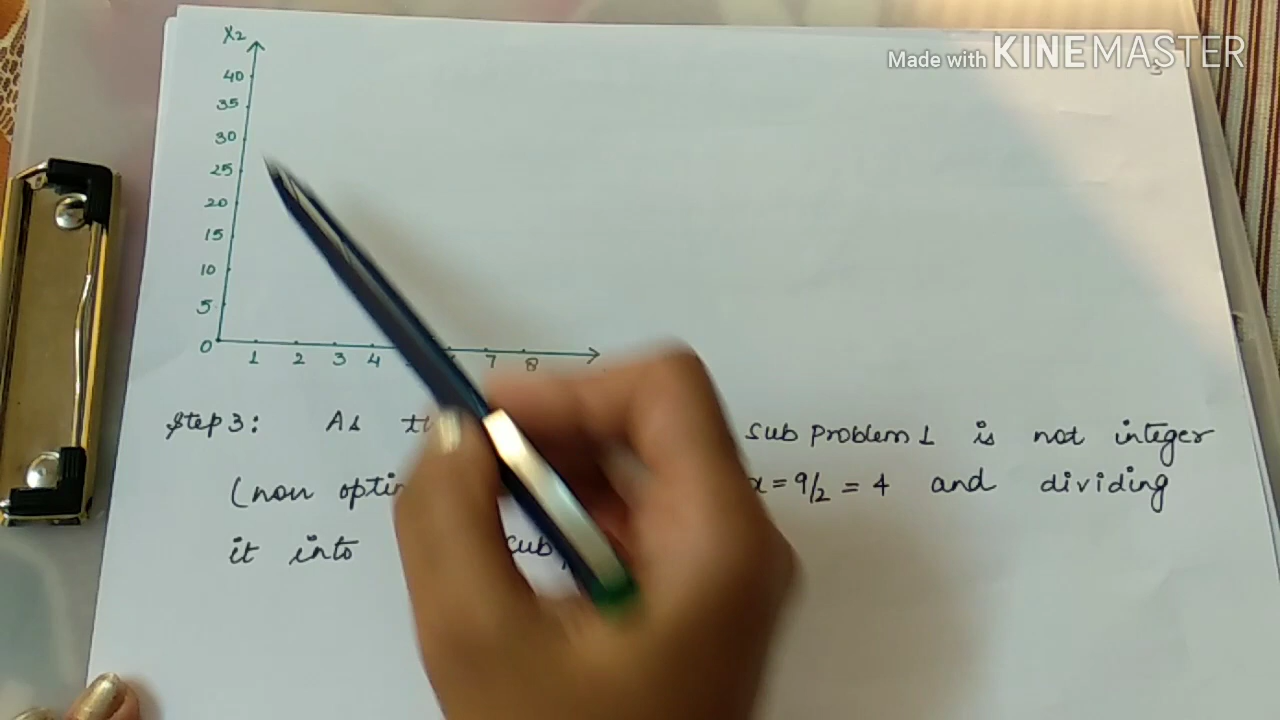 Made with KINEMASTER
X2
40
35
30
25
20
15
10
5
0 1 2 3 4 7 8
Step 3: As sub problem 1 is not integer
(non = 9/2 = 4 and dividing
it into sub